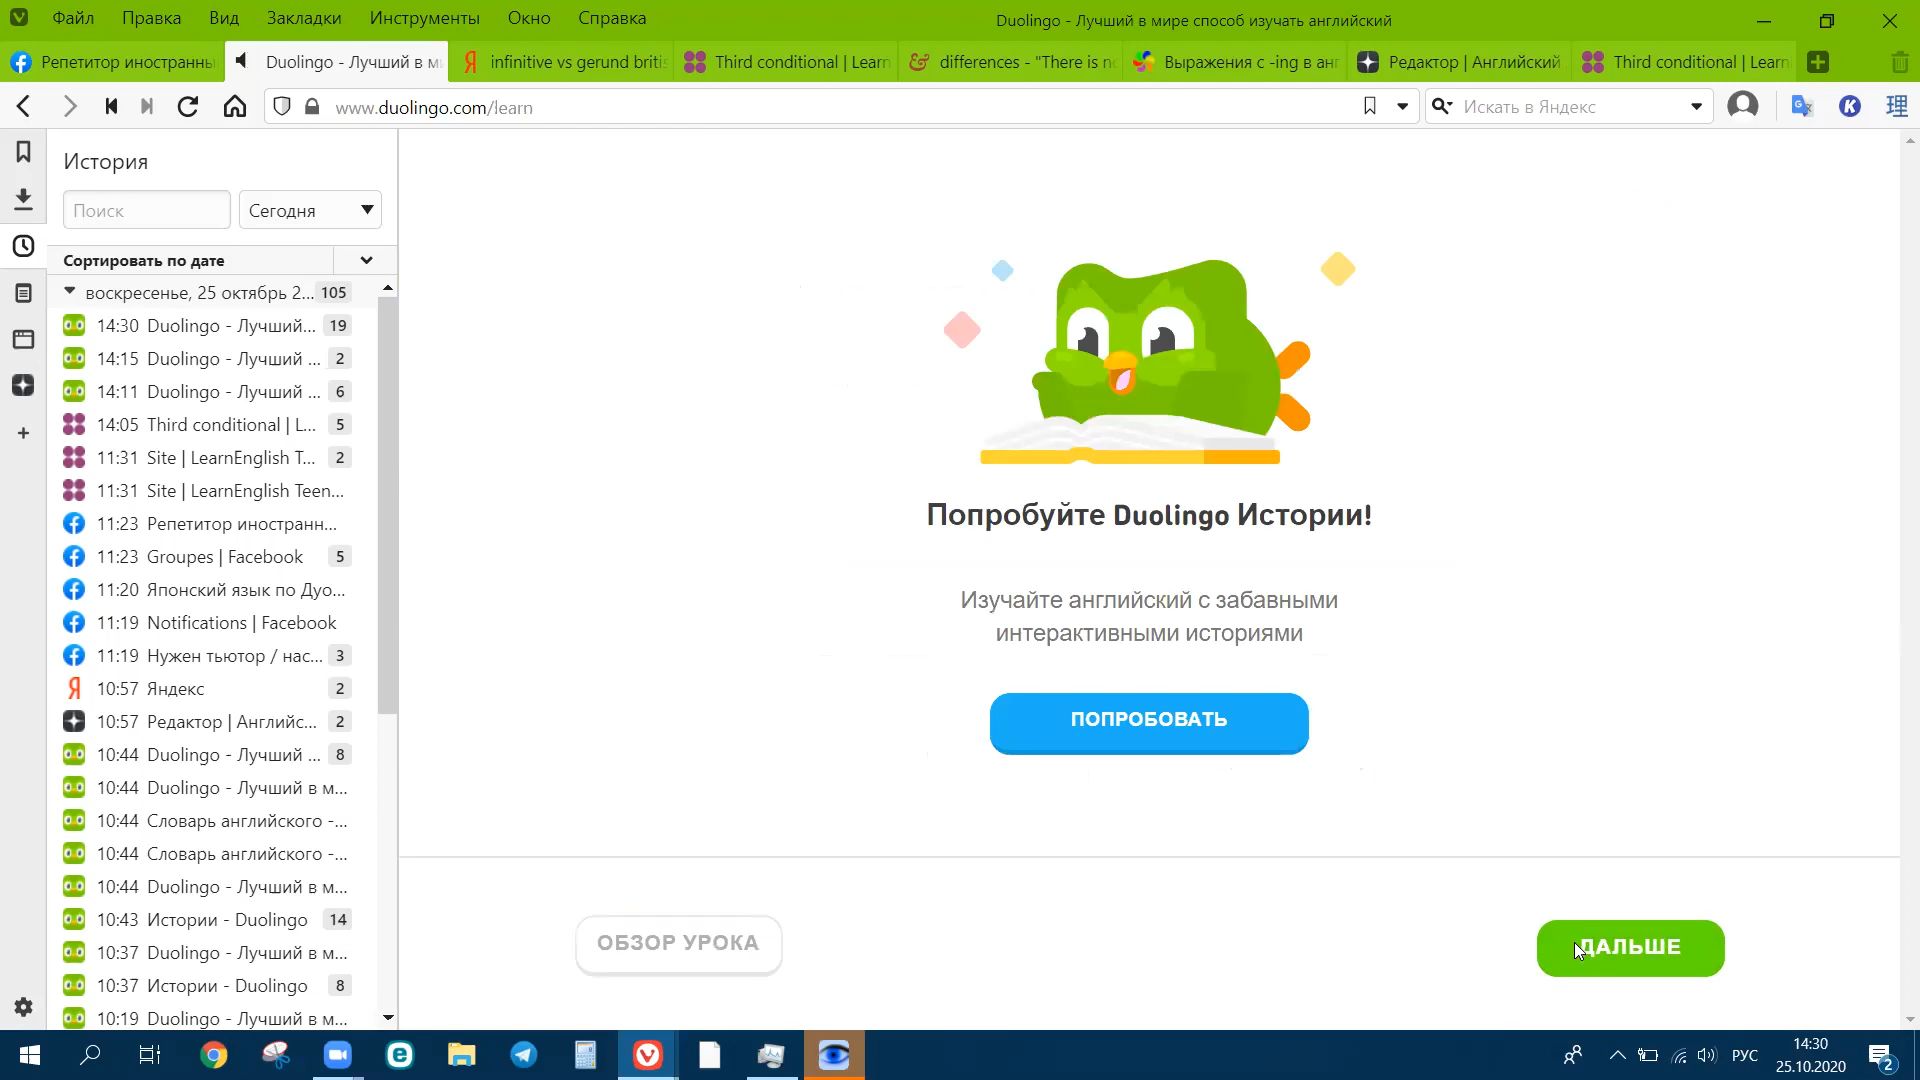 Файл Правка Вид Закладки Инструменты Окно Справка
Duolingo - Лучший в мире способ изучать английский
Репетитор иностранны
Duolingo - Лучший в м
infinitive vs gerund britis
Third conditional | Learn
differences - "There is no
Выражения с -ing в анг
Редактор | Английский
Third conditional | Learn
www.duolingo.com/learn
Искать в Яндекс
История
Поиск
Сегодня
Сортировать по дате
воскресенье, 25 октябрь 2... 105
14:30 Duolingo - Лучший... 19
14:15 Duolingo - Лучший ... 2
14:11 Duolingo - Лучший ... 6
14:05 Third conditional | L... 5
11:31 Site | LearnEnglish T... 2
11:31 Site | LearnEnglish Teen...
11:23 Репетитор иностранн...
11:23 Groupes | Facebook 5
11:20 Японский язык по Дуо...
11:19 Notifications | Facebook
11:19 Нужен тьютор / нас... 3
10:57 Яндекс 2
10:57 Редактор | Английс... 2
10:44 Duolingo - Лучший ... 8
10:44 Duolingo - Лучший в м...
10:44 Словарь английского -...
10:44 Словарь английского -...
10:44 Duolingo - Лучший в м...
10:43 Истории - Duolingo 14
10:37 Duolingo - Лучший в м...
10:37 Истории - Duolingo 8
10:19 Duolingo - Лучший в м...
Попробуйте Duolingo Истории!
Изучайте английский с забавными
интерактивными историями
ПОПРОБОВАТЬ
ОБЗОР УРОКА
ДАЛЬШЕ
РУС
14:30
25.10.2020
2